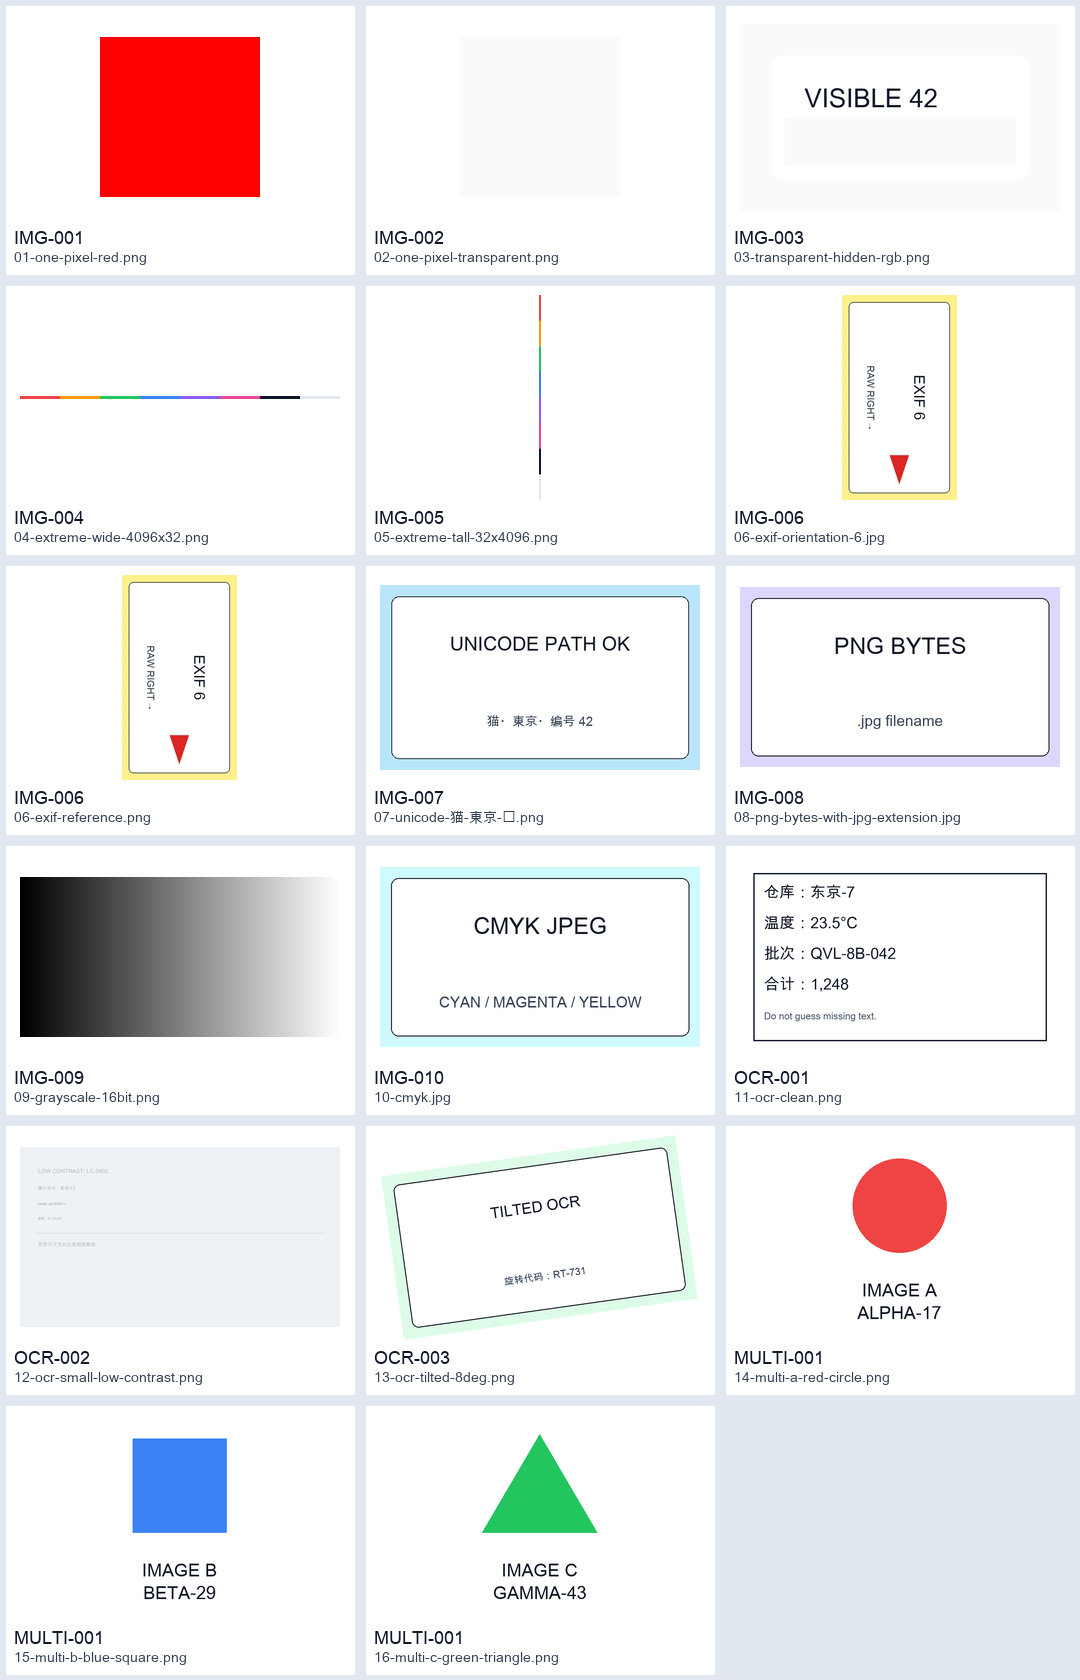 IMG-001
01-one-pixel-red.png
IMG-002
02-one-pixel-transparent.png
VISIBLE 42
IMG-003
03-transparent-hidden-rgb.png
IMG-004
04-extreme-wide-4096x32.png
IMG-005
05-extreme-tall-32x4096.png
EXIF 6
RAW RIGHT →
IMG-006
06-exif-orientation-6.jpg
EXIF 6
RAW RIGHT →
IMG-006
06-exif-reference.png
UNICODE PATH OK
猫· 東京· 编号 42
IMG-007
07-unicode-猫-東京-□.png
PNG BYTES
.jpg filename
IMG-008
08-png-bytes-with-jpg-extension.jpg
IMG-009
09-grayscale-16bit.png
CMYK JPEG
CYAN / MAGENTA / YELLOW
IMG-010
10-cmyk.jpg
仓库：东京-7
温度：23.5°C
批次：QVL-8B-042
合计：1,248
Do not guess missing text.
OCR-001
11-ocr-clean.png
LOW CONTRAST:
OCR-002
12-ocr-small-low-contrast.png
TILTED OCR
旋转代码：RT-731
OCR-003
13-ocr-tilted-8deg.png
IMAGE A
ALPHA-17
MULTI-001
14-multi-a-red-circle.png
IMAGE B
BETA-29
MULTI-001
15-multi-b-blue-square.png
IMAGE C
GAMMA-43
MULTI-001
16-multi-c-green-triangle.png